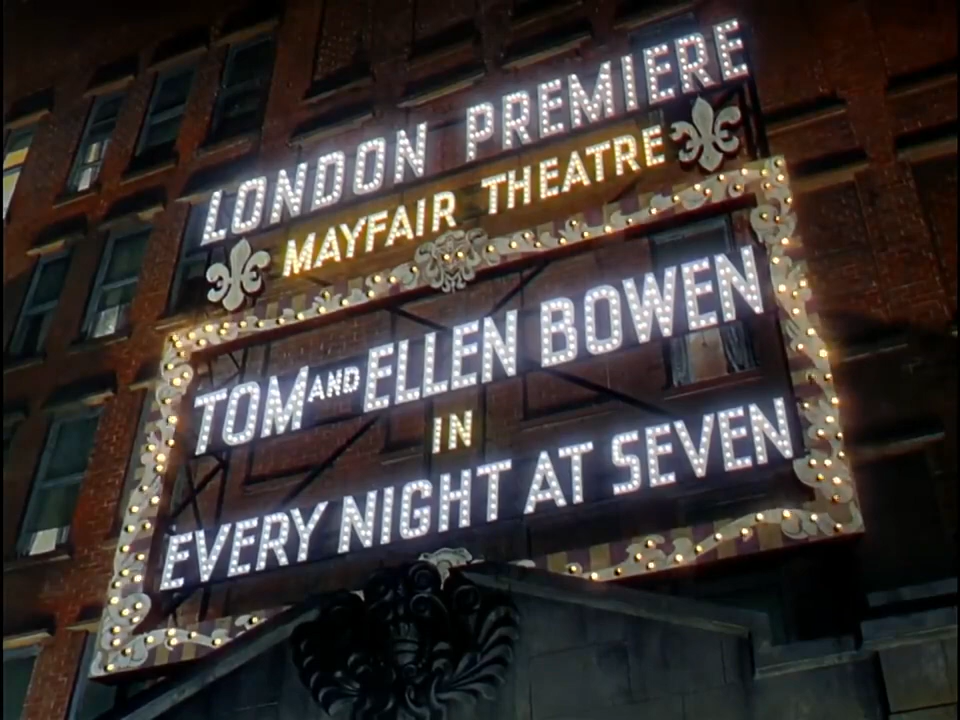 LONDON PREMIERE
MAYFAIR THEATRE
TOM AND ELLEN BOWEN
IN
EVERY NIGHT AT SEVEN